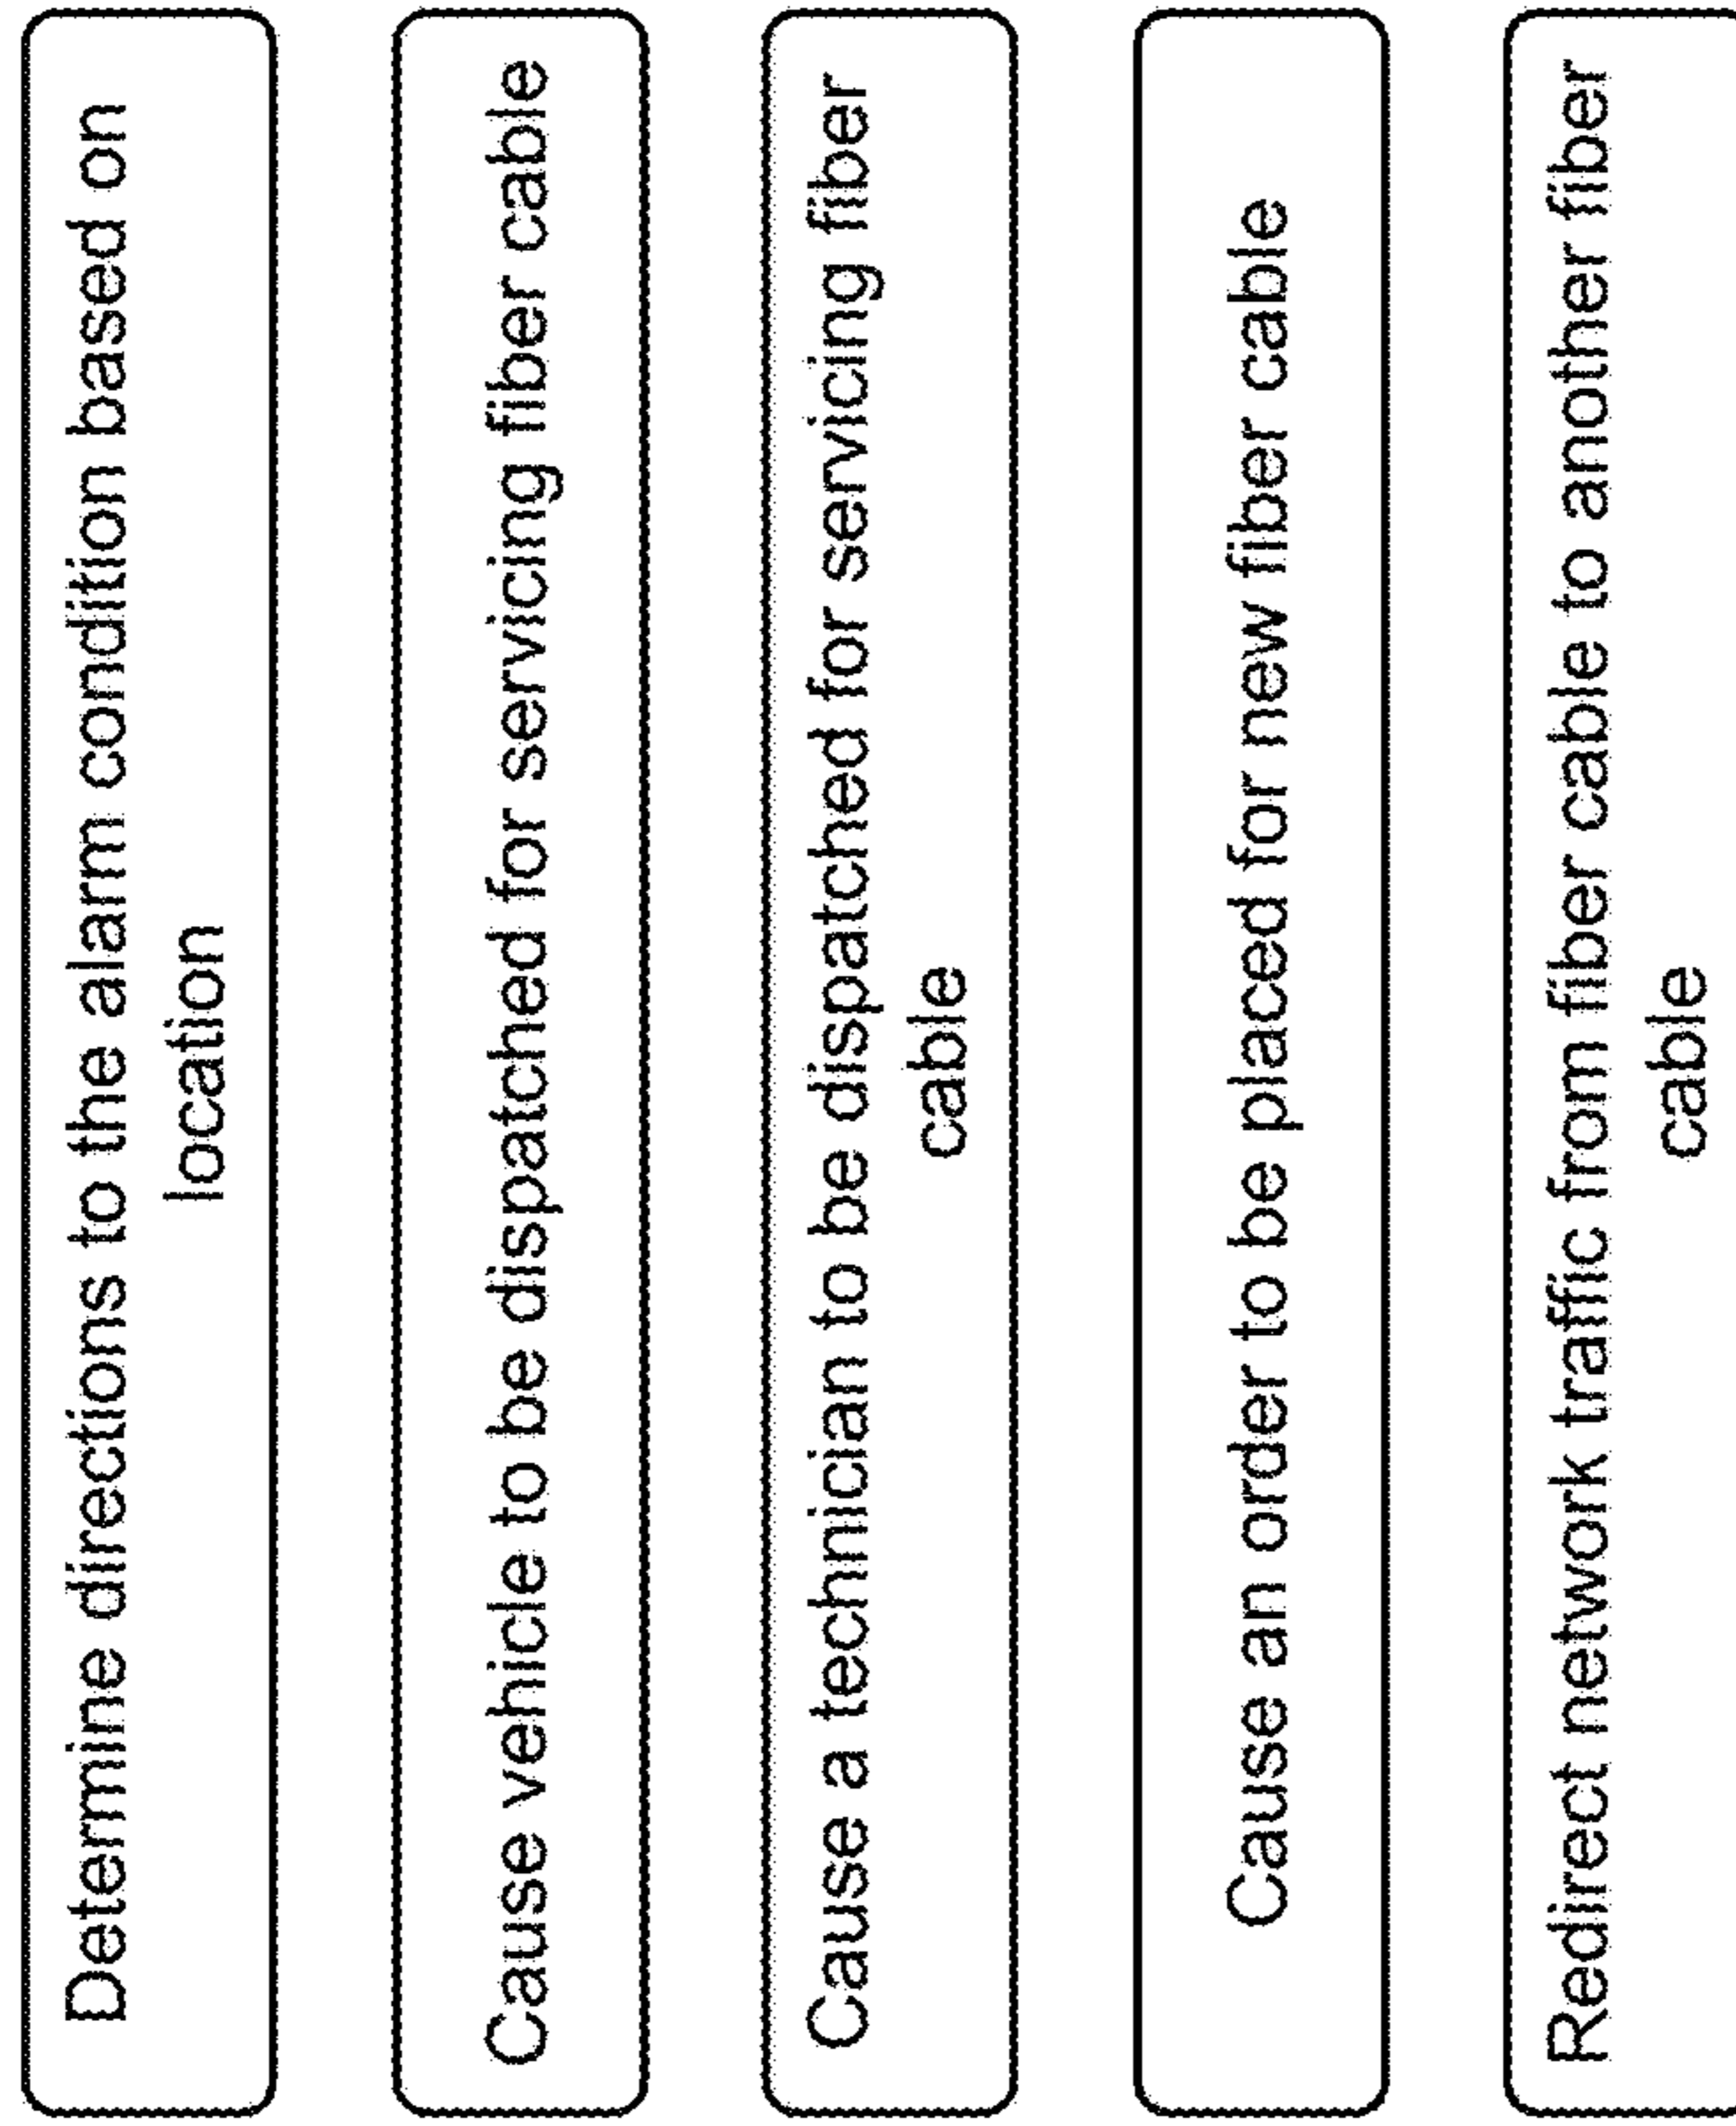 Determine directions to the alarm condition based on
location
Cause vehicle to be dispatched for servicing fiber cable
Cause a technician to be dispatched for servicing fiber
cable
Cause an order to be placed for new fiber cable
Redirect network traffic from fiber cable to another fiber
cable